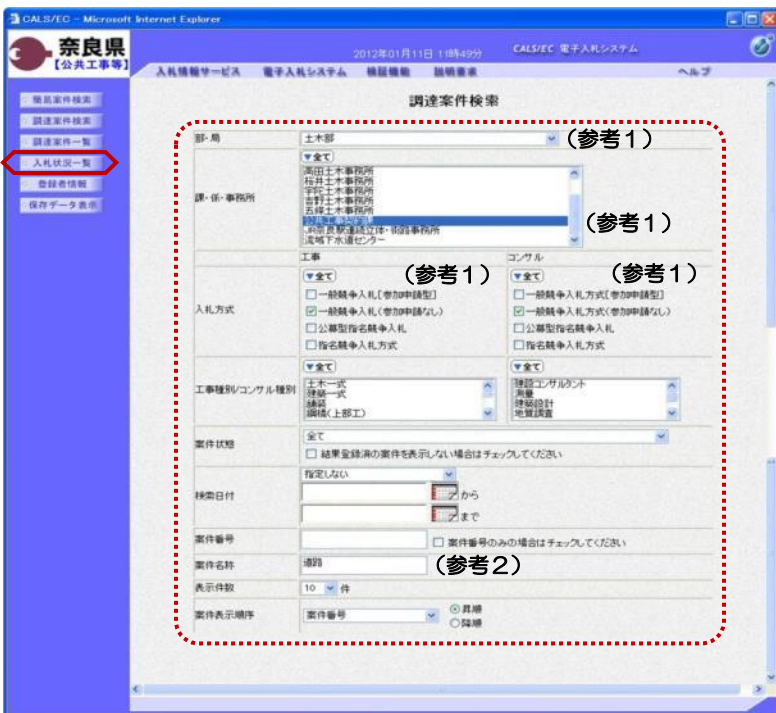 CALS/EC - Microsoft Internet Explorer
奈良県
【公共工事等】
2012年01月11日 11時49分
CALS/EC 電子入札システム
入札情報サービス 電子入札システム 検証機能 説明要求 ヘルプ
簡易案件検索
調達案件検索
調達案件一覧
入札状況一覧
登録者情報
保存データ表示
調達案件検索
部・局 土木部 (参考1)
課・係・事務所
▼全て
高田土木事務所
桜井土木事務所
宇陀土木事務所
吉野土木事務所
五條土木事務所
JR奈良駅連続立体・街路事務所
流域下水道センター
(参考1)
工事 コンサル
入札方式
▼全て (参考1) ▼全て (参考1)
□一般競争入札[参加申請型] □一般競争入札方式[参加申請型]
☑一般競争入札(参加申請なし) ☑一般競争入札方式(参加申請なし)
□公募型指名競争入札 □公募型指名競争入札
□指名競争入札方式 □指名競争入札方式
工事種別/コンサル種別
▼全て ▼全て
土木一式 建設コンサルタント
建築一式 測量
舗装 建築設計
鋼橋(上部工) 地質調査
案件状態 全て
□ 結果登録済の案件を表示しない場合はチェックしてください
検索日付 指定しない
から
まで
案件番号 □ 案件番号のみの場合はチェックしてください
案件名称 道路 (参考2)
表示件数 10 件
案件表示順序 案件番号 ◉昇順
○降順